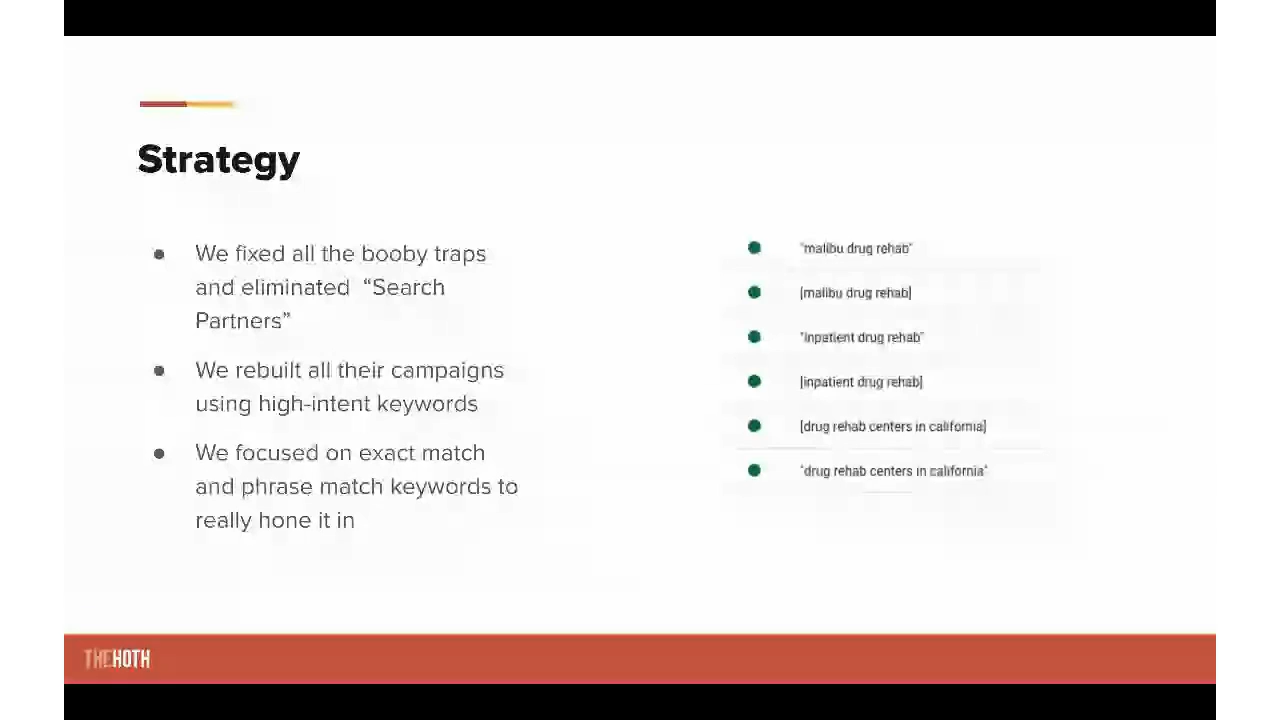 Strategy
● We fixed all the booby traps
and eliminated “Search
Partners”
● We rebuilt all their campaigns
using high-intent keywords
● We focused on exact match
and phrase match keywords to
really hone it in
"malibu drug rehab"
[malibu drug rehab]
"inpatient drug rehab"
[inpatient drug rehab]
[drug rehab centers in california]
"drug rehab centers in california"
THEHOTH